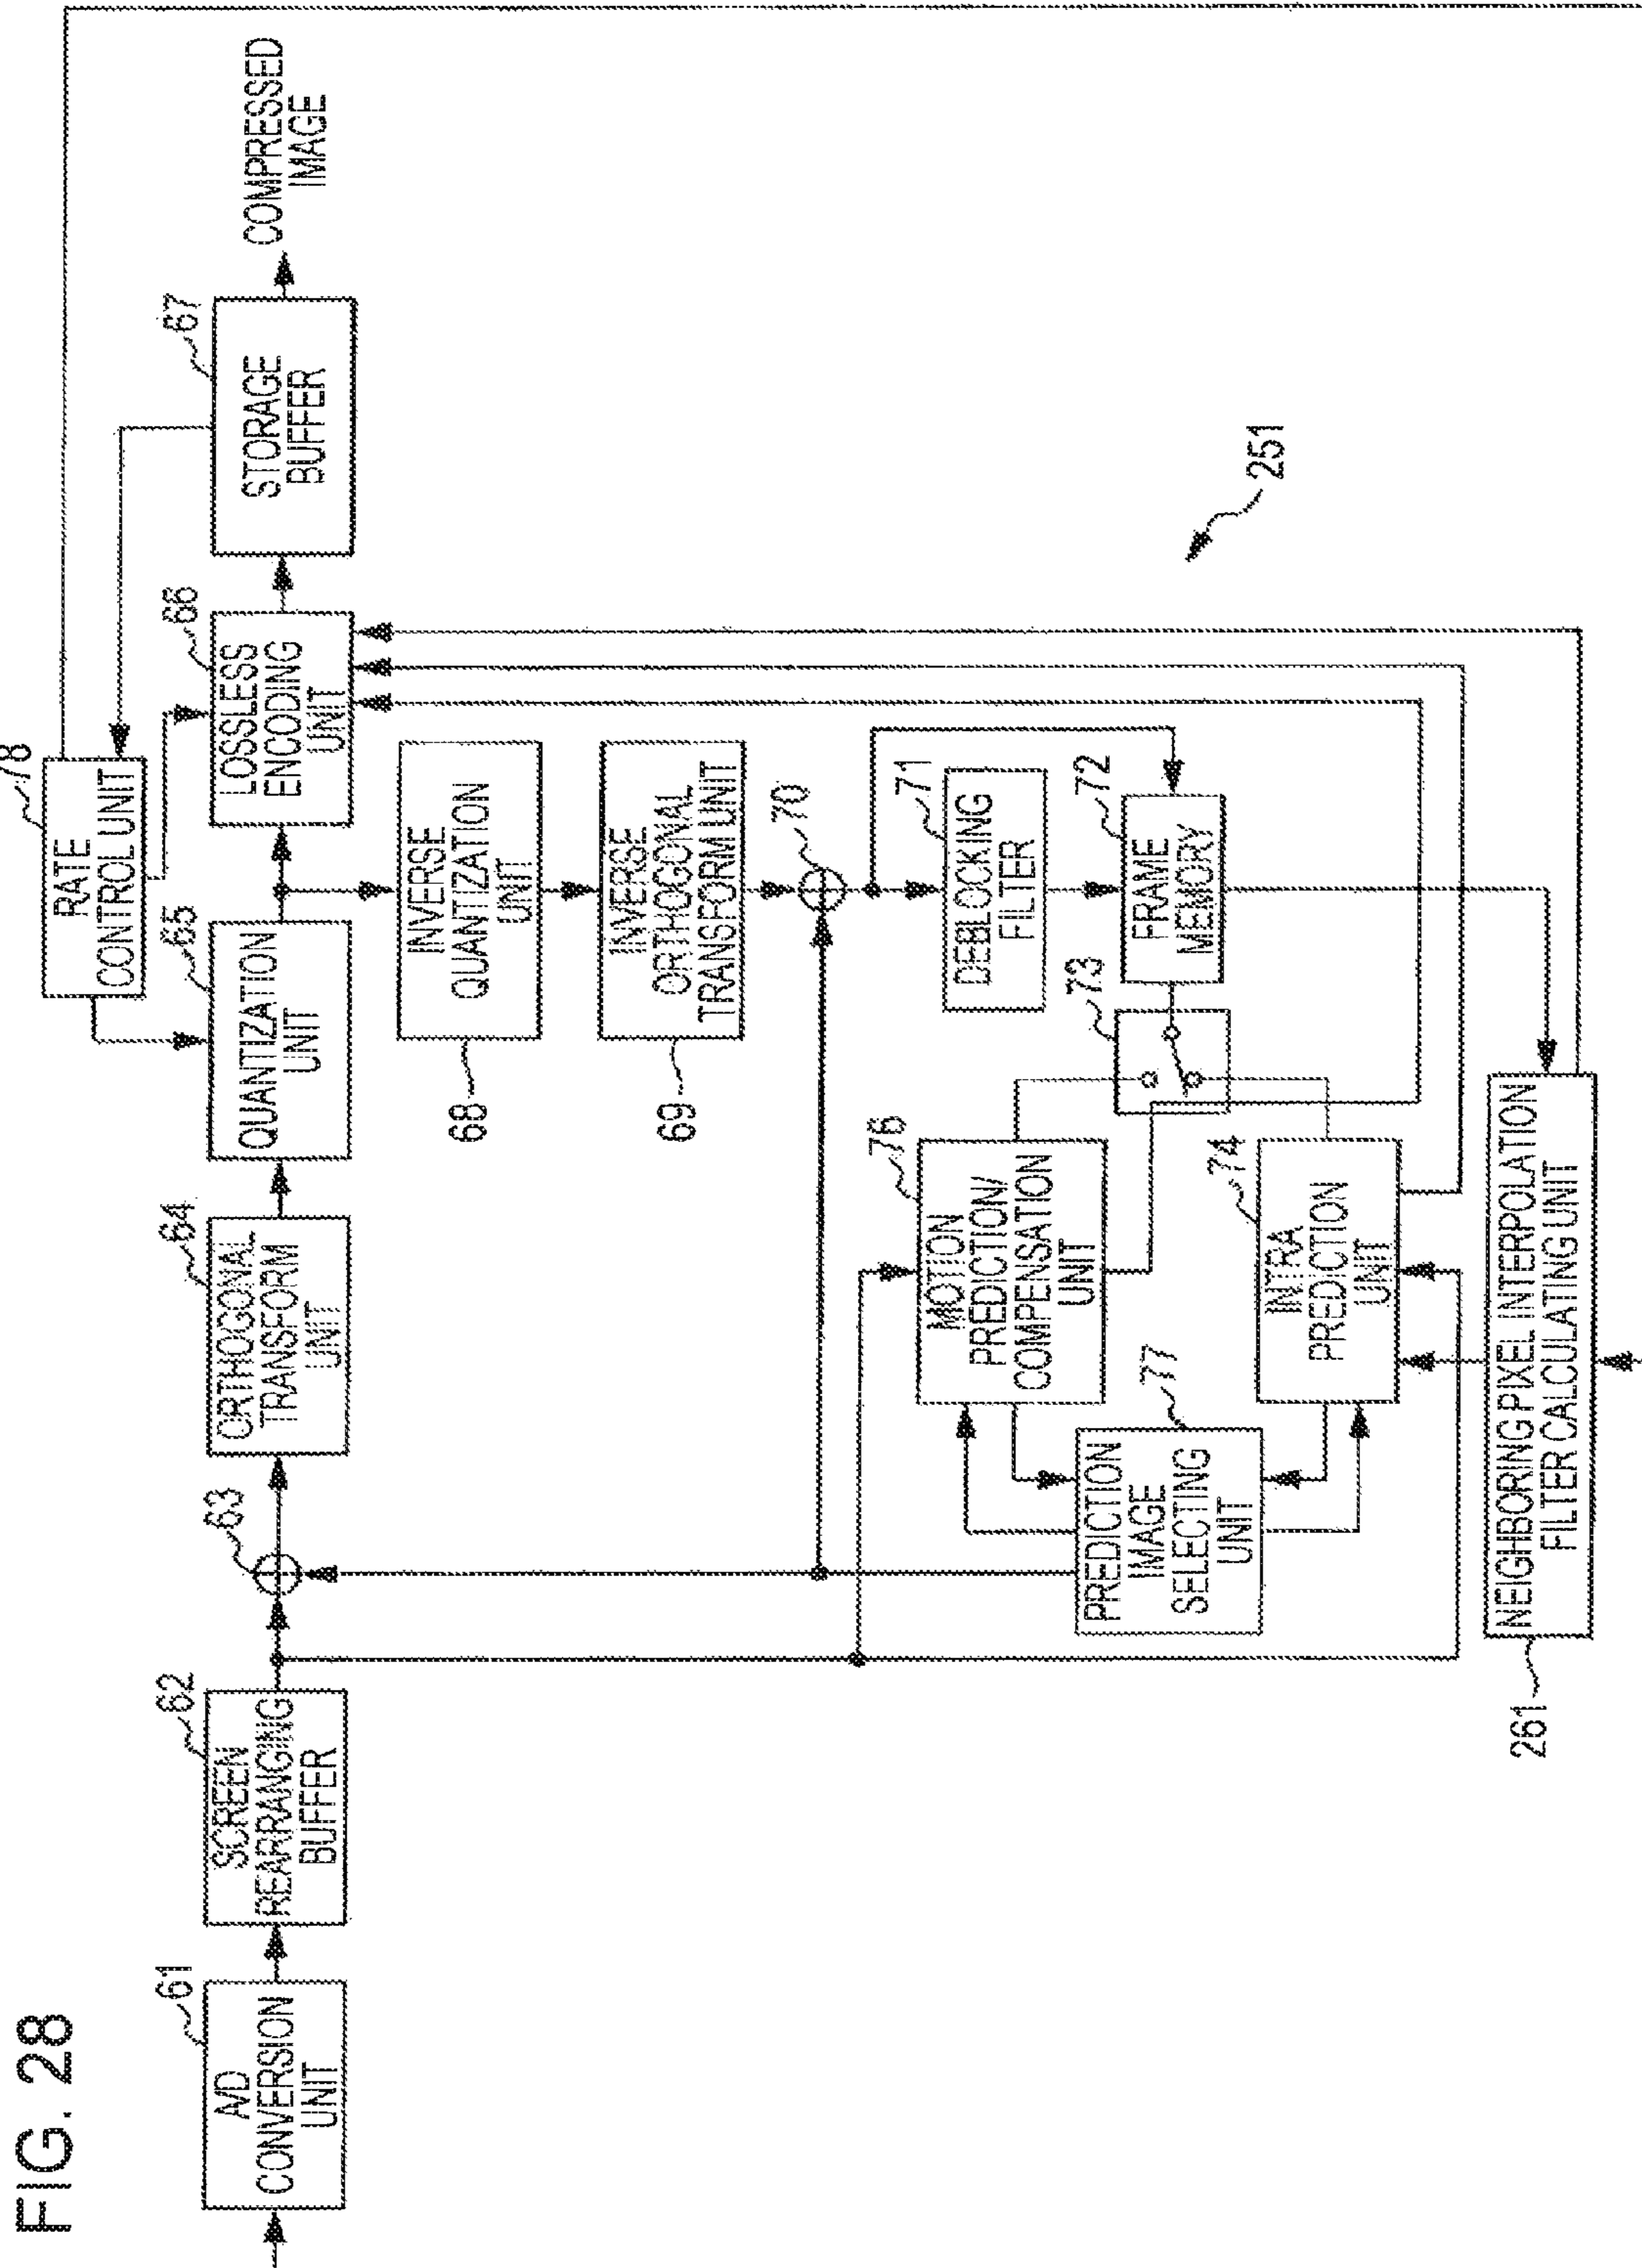 FIG. 28
78
RATE
CONTROL UNIT
61
A/D
CONVERSION
UNIT
62
SCREEN
REARRANGING
BUFFER
63
64
ORTHOGONAL
TRANSFORM
UNIT
65
QUANTIZATION
UNIT
66
LOSSLESS
ENCODING
UNIT
67
STORAGE
BUFFER
COMPRESSED
IMAGE
INVERSE
QUANTIZATION
UNIT
68
INVERSE
ORTHOGONAL
TRANSFORM UNIT
69
70
71
DEBLOCKING
FILTER
72
FRAME
MEMORY
73
76
MOTION
PREDICTION/
COMPENSATION
UNIT
77
PREDICTION
IMAGE
SELECTING
UNIT
74
INTRA
PREDICTION
UNIT
251
NEIGHBORING PIXEL INTERPOLATION
FILTER CALCULATING UNIT
261